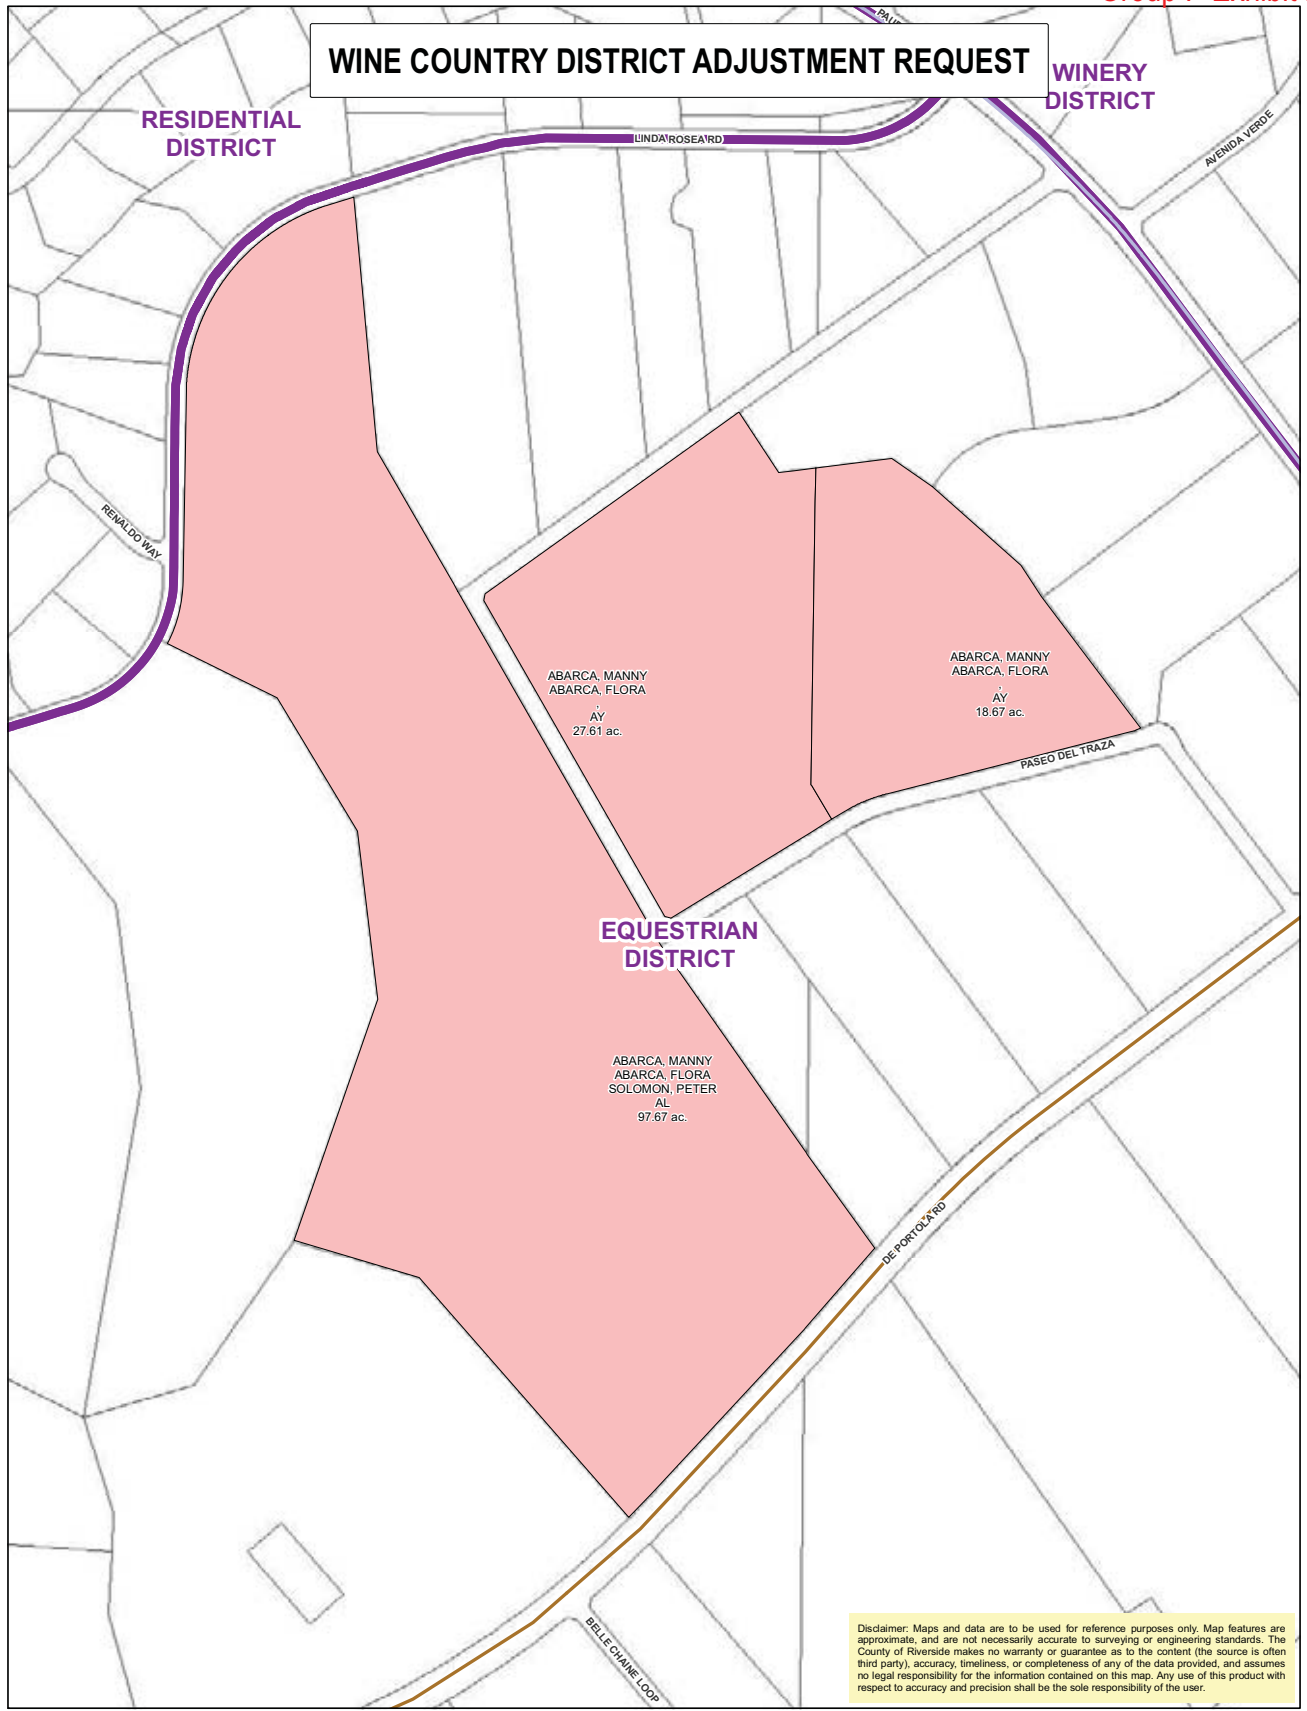 WINE COUNTRY DISTRICT ADJUSTMENT REQUEST
WINERY
DISTRICT
RESIDENTIAL
DISTRICT
LINDA ROSEA RD
AVENIDA VERDE
RENALDO WAY
ABARCA, MANNY
ABARCA, FLORA
,
AY
27.61 ac.
ABARCA, MANNY
ABARCA, FLORA
,
AY
18.67 ac.
PASEO DEL TRAZA
EQUESTRIAN
DISTRICT
ABARCA, MANNY
ABARCA, FLORA
SOLOMON, PETER
AL
97.67 ac.
DE PORTOLA RD
BELLE CHAINE LOOP
Disclaimer: Maps and data are to be used for reference purposes only. Map features are
approximate, and are not necessarily accurate to surveying or engineering standards. The
County of Riverside makes no warranty or guarantee as to the content (the source is often
third party), accuracy, timeliness, or completeness of any of the data provided, and assumes
no legal responsibility for the information contained on this map. Any use of this product with
respect to accuracy and precision shall be the sole responsibility of the user.